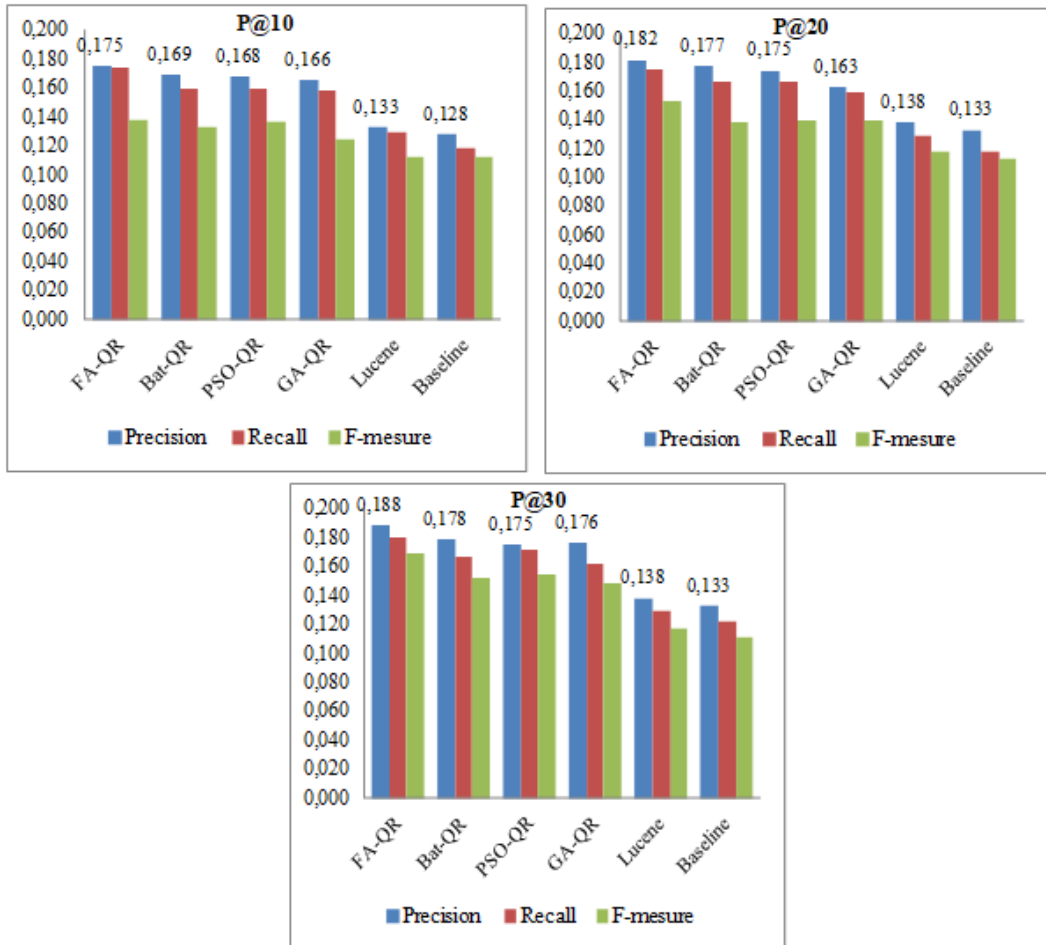 P@10
0,200
0,180
0,160
0,140
0,120
0,100
0,080
0,060
0,040
0,020
0,000
0,175 0,169 0,168 0,166 0,133 0,128
FA-QR Bat-QR PSO-QR GA-QR Lucene Baseline
Precision Recall F-mesure
P@20
0,200
0,180
0,160
0,140
0,120
0,100
0,080
0,060
0,040
0,020
0,000
0,182 0,177 0,175 0,163 0,138 0,133
FA-QR Bat-QR PSO-QR GA-QR Lucene Baseline
Precision Recall F-mesure
P@30
0,200
0,180
0,160
0,140
0,120
0,100
0,080
0,060
0,040
0,020
0,000
0,188 0,178 0,175 0,176 0,138 0,133
FA-QR Bat-QR PSO-QR GA-QR Lucene Baseline
Precision Recall F-mesure